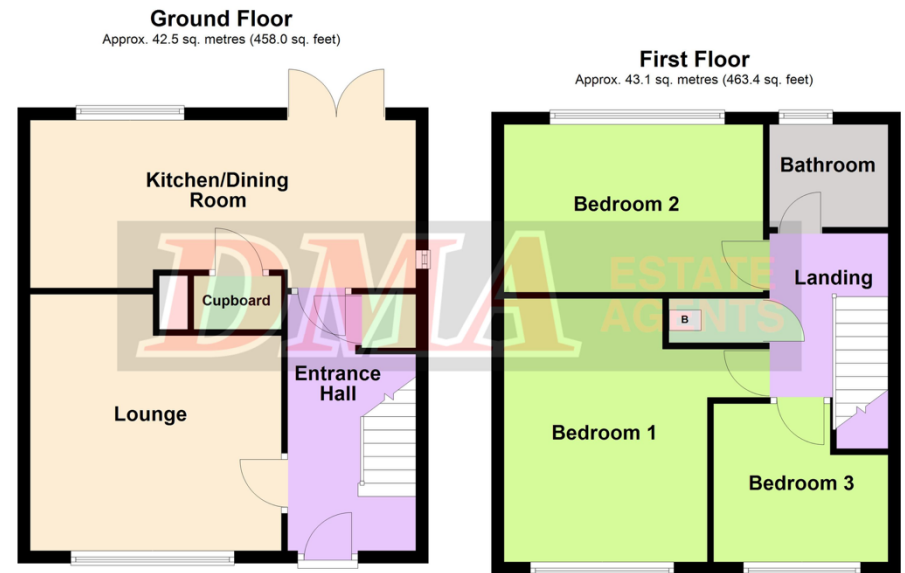 Ground Floor
Approx. 42.5 sq. metres (458.0 sq. feet)
Kitchen/Dining
Room
Cupboard
Entrance
Hall
Lounge
First Floor
Approx. 43.1 sq. metres (463.4 sq. feet)
Bathroom
Bedroom 2
Landing
B
Bedroom 1
Bedroom 3
DMA
ESTATE
AGENTS